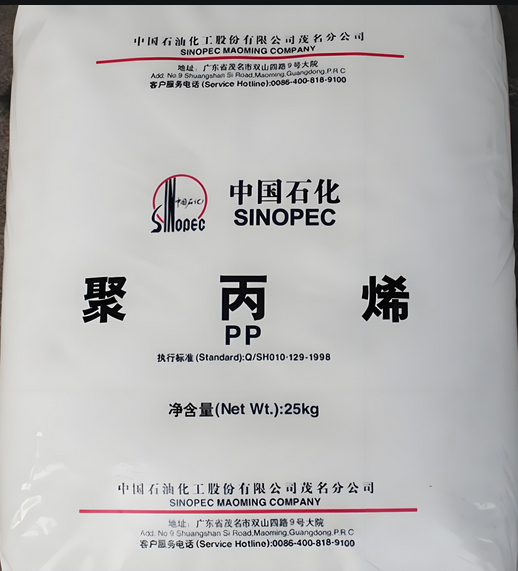 中国石油化工股份有限公司茂名分公司
SINOPEC MAOMING COMPANY
地址：广东省茂名市双山四路9号大院
Add: No 9 Shuangshan Si Road,Maoming,Guangdong,P.R C
客户服务电话 (Service Hotline):0086-400-818-9100
中国石化
SINOPEC
中国石化
SINOPEC
聚丙烯
PP
执行标准 (Standard):Q/SH010·129-1998
净含量(Net Wt.):25kg
中国石油化工股份有限公司茂名分公司
SINOPEC MAOMING COMPANY
地址：广东省茂名市双山四路9号大院
Add: No. 9 Shuangshan Si Road,Maoming,Guangdong,P.R C
客户服务电话 (Service Hotline):0086-400-818-9100